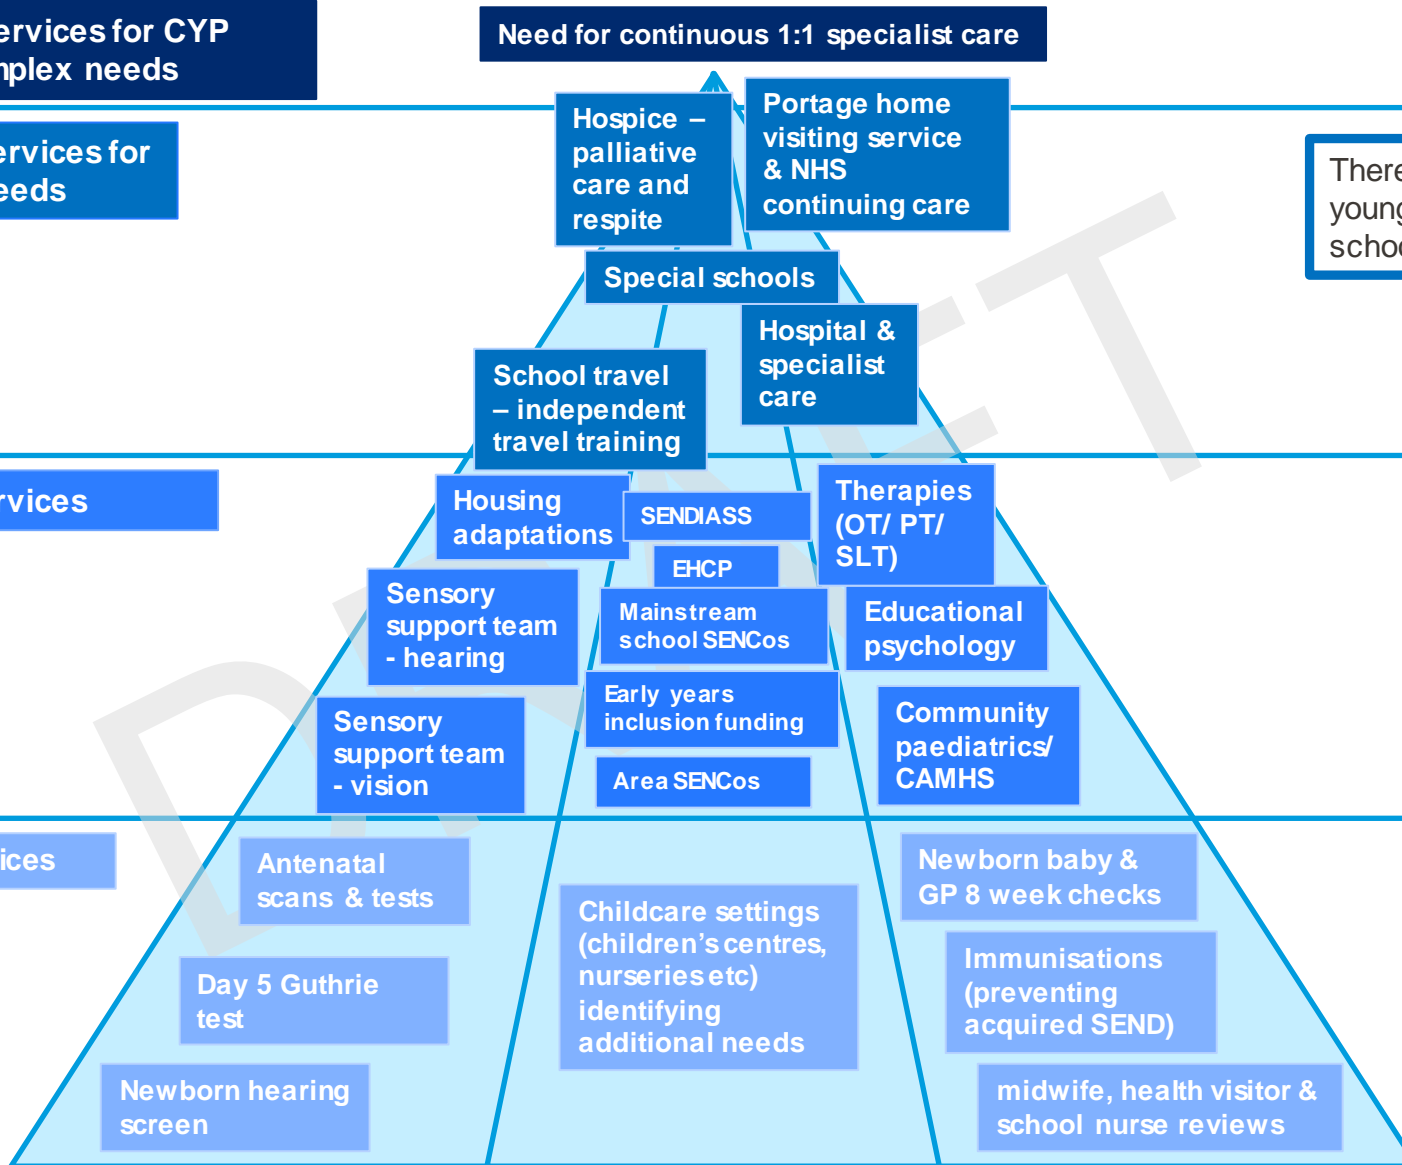 ervices for CYP
mplex needs
Need for continuous 1:1 specialist care
ervices for
eeds
Hospice –
palliative
care and
respite
Portage home
visiting service
& NHS
continuing care
There
young
schoo
Special schools
Hospital &
specialist
care
School travel
– independent
travel training
rvices
Housing
adaptations
SENDIASS
EHCP
Therapies
(OT/ PT/
SLT)
Sensory
support team
- hearing
Mainstream
school SENCos
Educational
psychology
Sensory
support team
- vision
Early years
inclusion funding
Area SENCos
Community
paediatrics/
CAMHS
ices
Antenatal
scans & tests
Day 5 Guthrie
test
Newborn hearing
screen
Childcare settings
(children’s centres,
nurseries etc)
identifying
additional needs
Newborn baby &
GP 8 week checks
Immunisations
(preventing
acquired SEND)
midwife, health visitor &
school nurse reviews
DRAFT